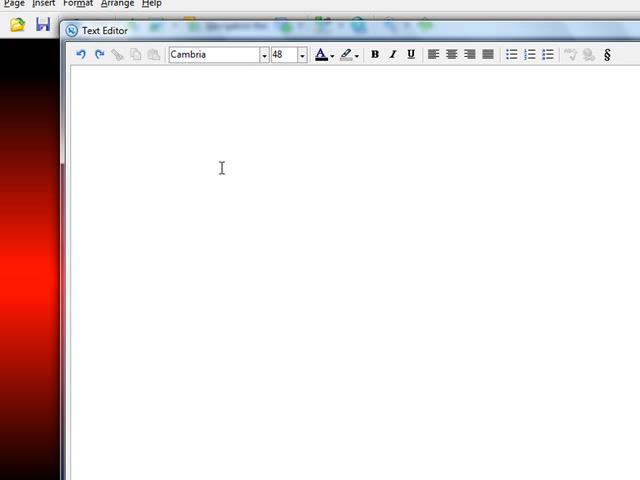 Page Insert Format Arrange Help
Text Editor
Cambria 48 A B I U §